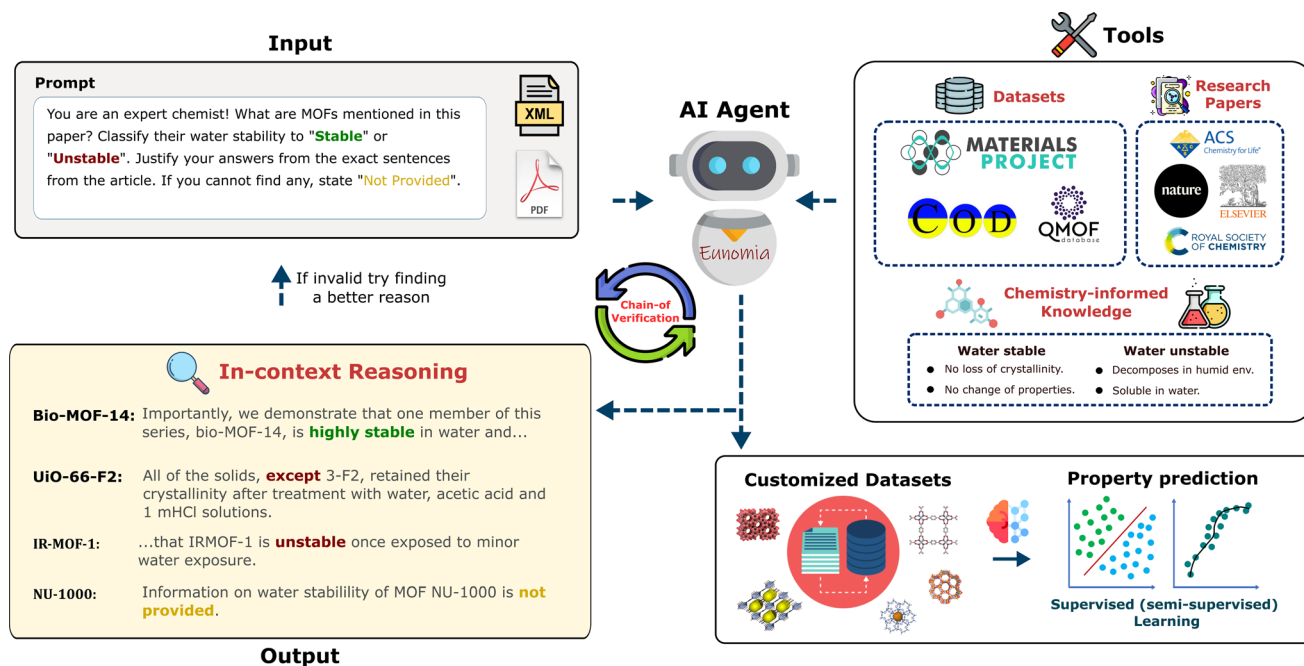 Input
Prompt
You are an expert chemist! What are MOFs mentioned in this
paper? Classify their water stability to "Stable" or
"Unstable". Justify your answers from the exact sentences
from the article. If you cannot find any, state "Not Provided".
XML
PDF
If invalid try finding
a better reason
AI Agent
Eunomia
Chain-of
Verification
Tools
Datasets
MATERIALS
PROJECT
COD
QMOF
database
Research
Papers
ACS
Chemistry for Life®
nature
ELSEVIER
ROYAL SOCIETY
OF CHEMISTRY
Chemistry-informed
Knowledge
Water stable
No loss of crystallinity.
No change of properties.
Water unstable
Decomposes in humid env.
Soluble in water.
In-context Reasoning
Bio-MOF-14: Importantly, we demonstrate that one member of this
series, bio-MOF-14, is highly stable in water and...
UiO-66-F2: All of the solids, except 3-F2, retained their
crystallinity after treatment with water, acetic acid and
1 mHCl solutions.
IR-MOF-1: ...that IRMOF-1 is unstable once exposed to minor
water exposure.
NU-1000: Information on water stabilility of MOF NU-1000 is not
provided.
Output
Customized Datasets
Property prediction
Supervised (semi-supervised)
Learning